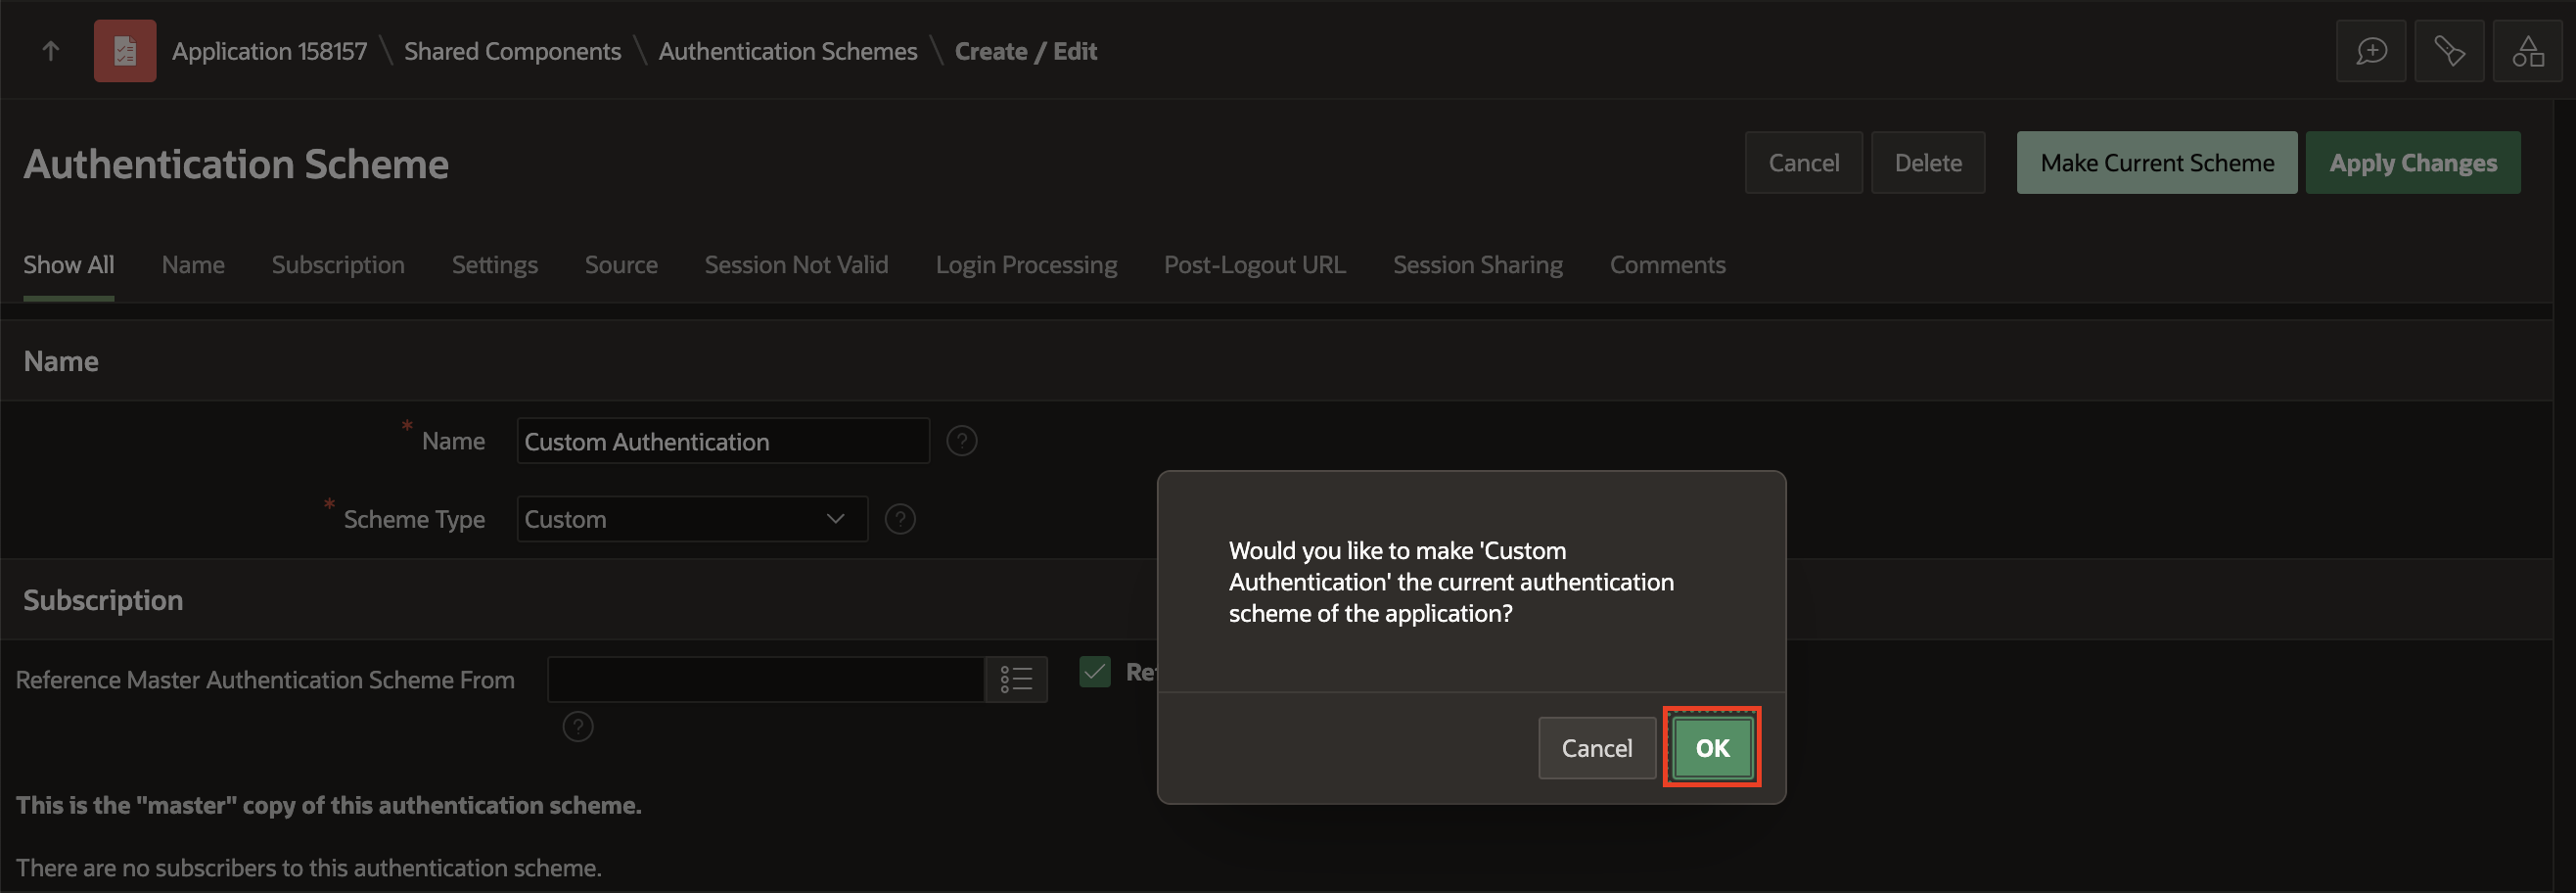 Application 158157 \ Shared Components \ Authentication Schemes \ Create / Edit
Authentication Scheme
Cancel
Delete
Make Current Scheme
Apply Changes
Show All
Name
Subscription
Settings
Source
Session Not Valid
Login Processing
Post-Logout URL
Session Sharing
Comments
Name
* Name
Custom Authentication
?
* Scheme Type
Custom
?
Subscription
Reference Master Authentication Scheme From
?
This is the "master" copy of this authentication scheme.
There are no subscribers to this authentication scheme.
Would you like to make 'Custom
Authentication' the current authentication
scheme of the application?
Cancel
OK